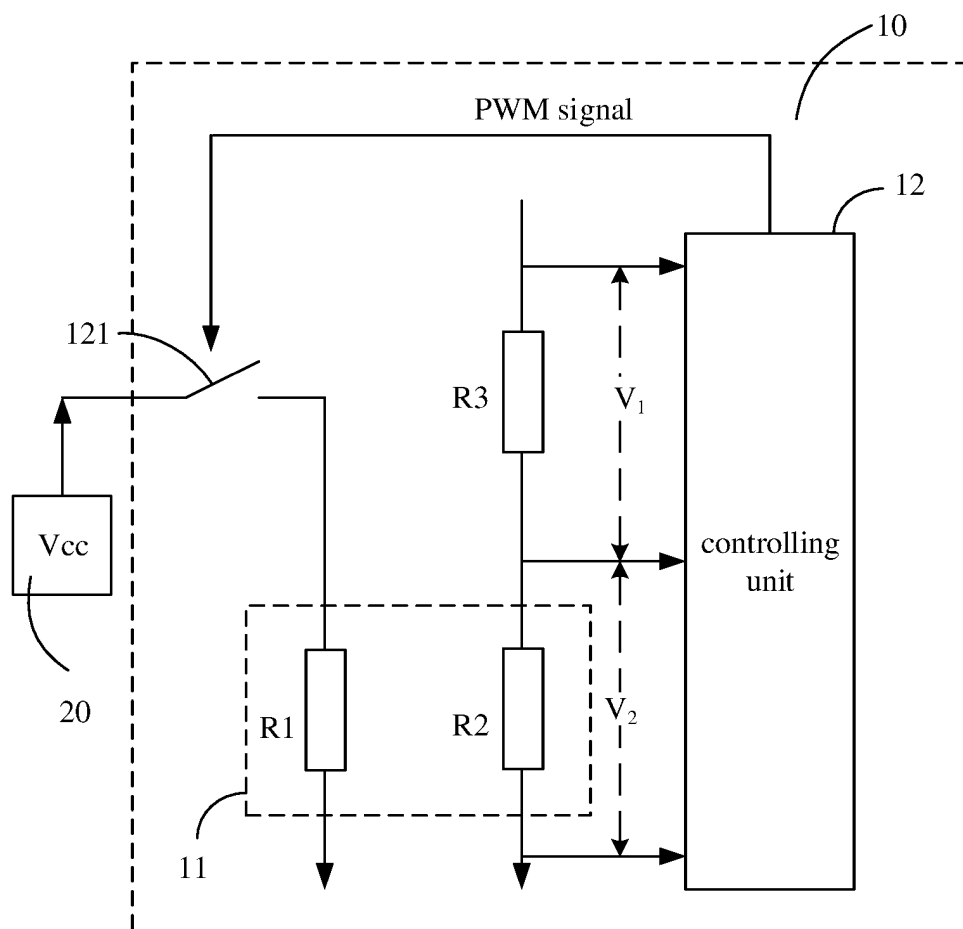 10
PWM signal
12
121
R3
V₁
Vcc
controlling
unit
20
R1
R2
V₂
11